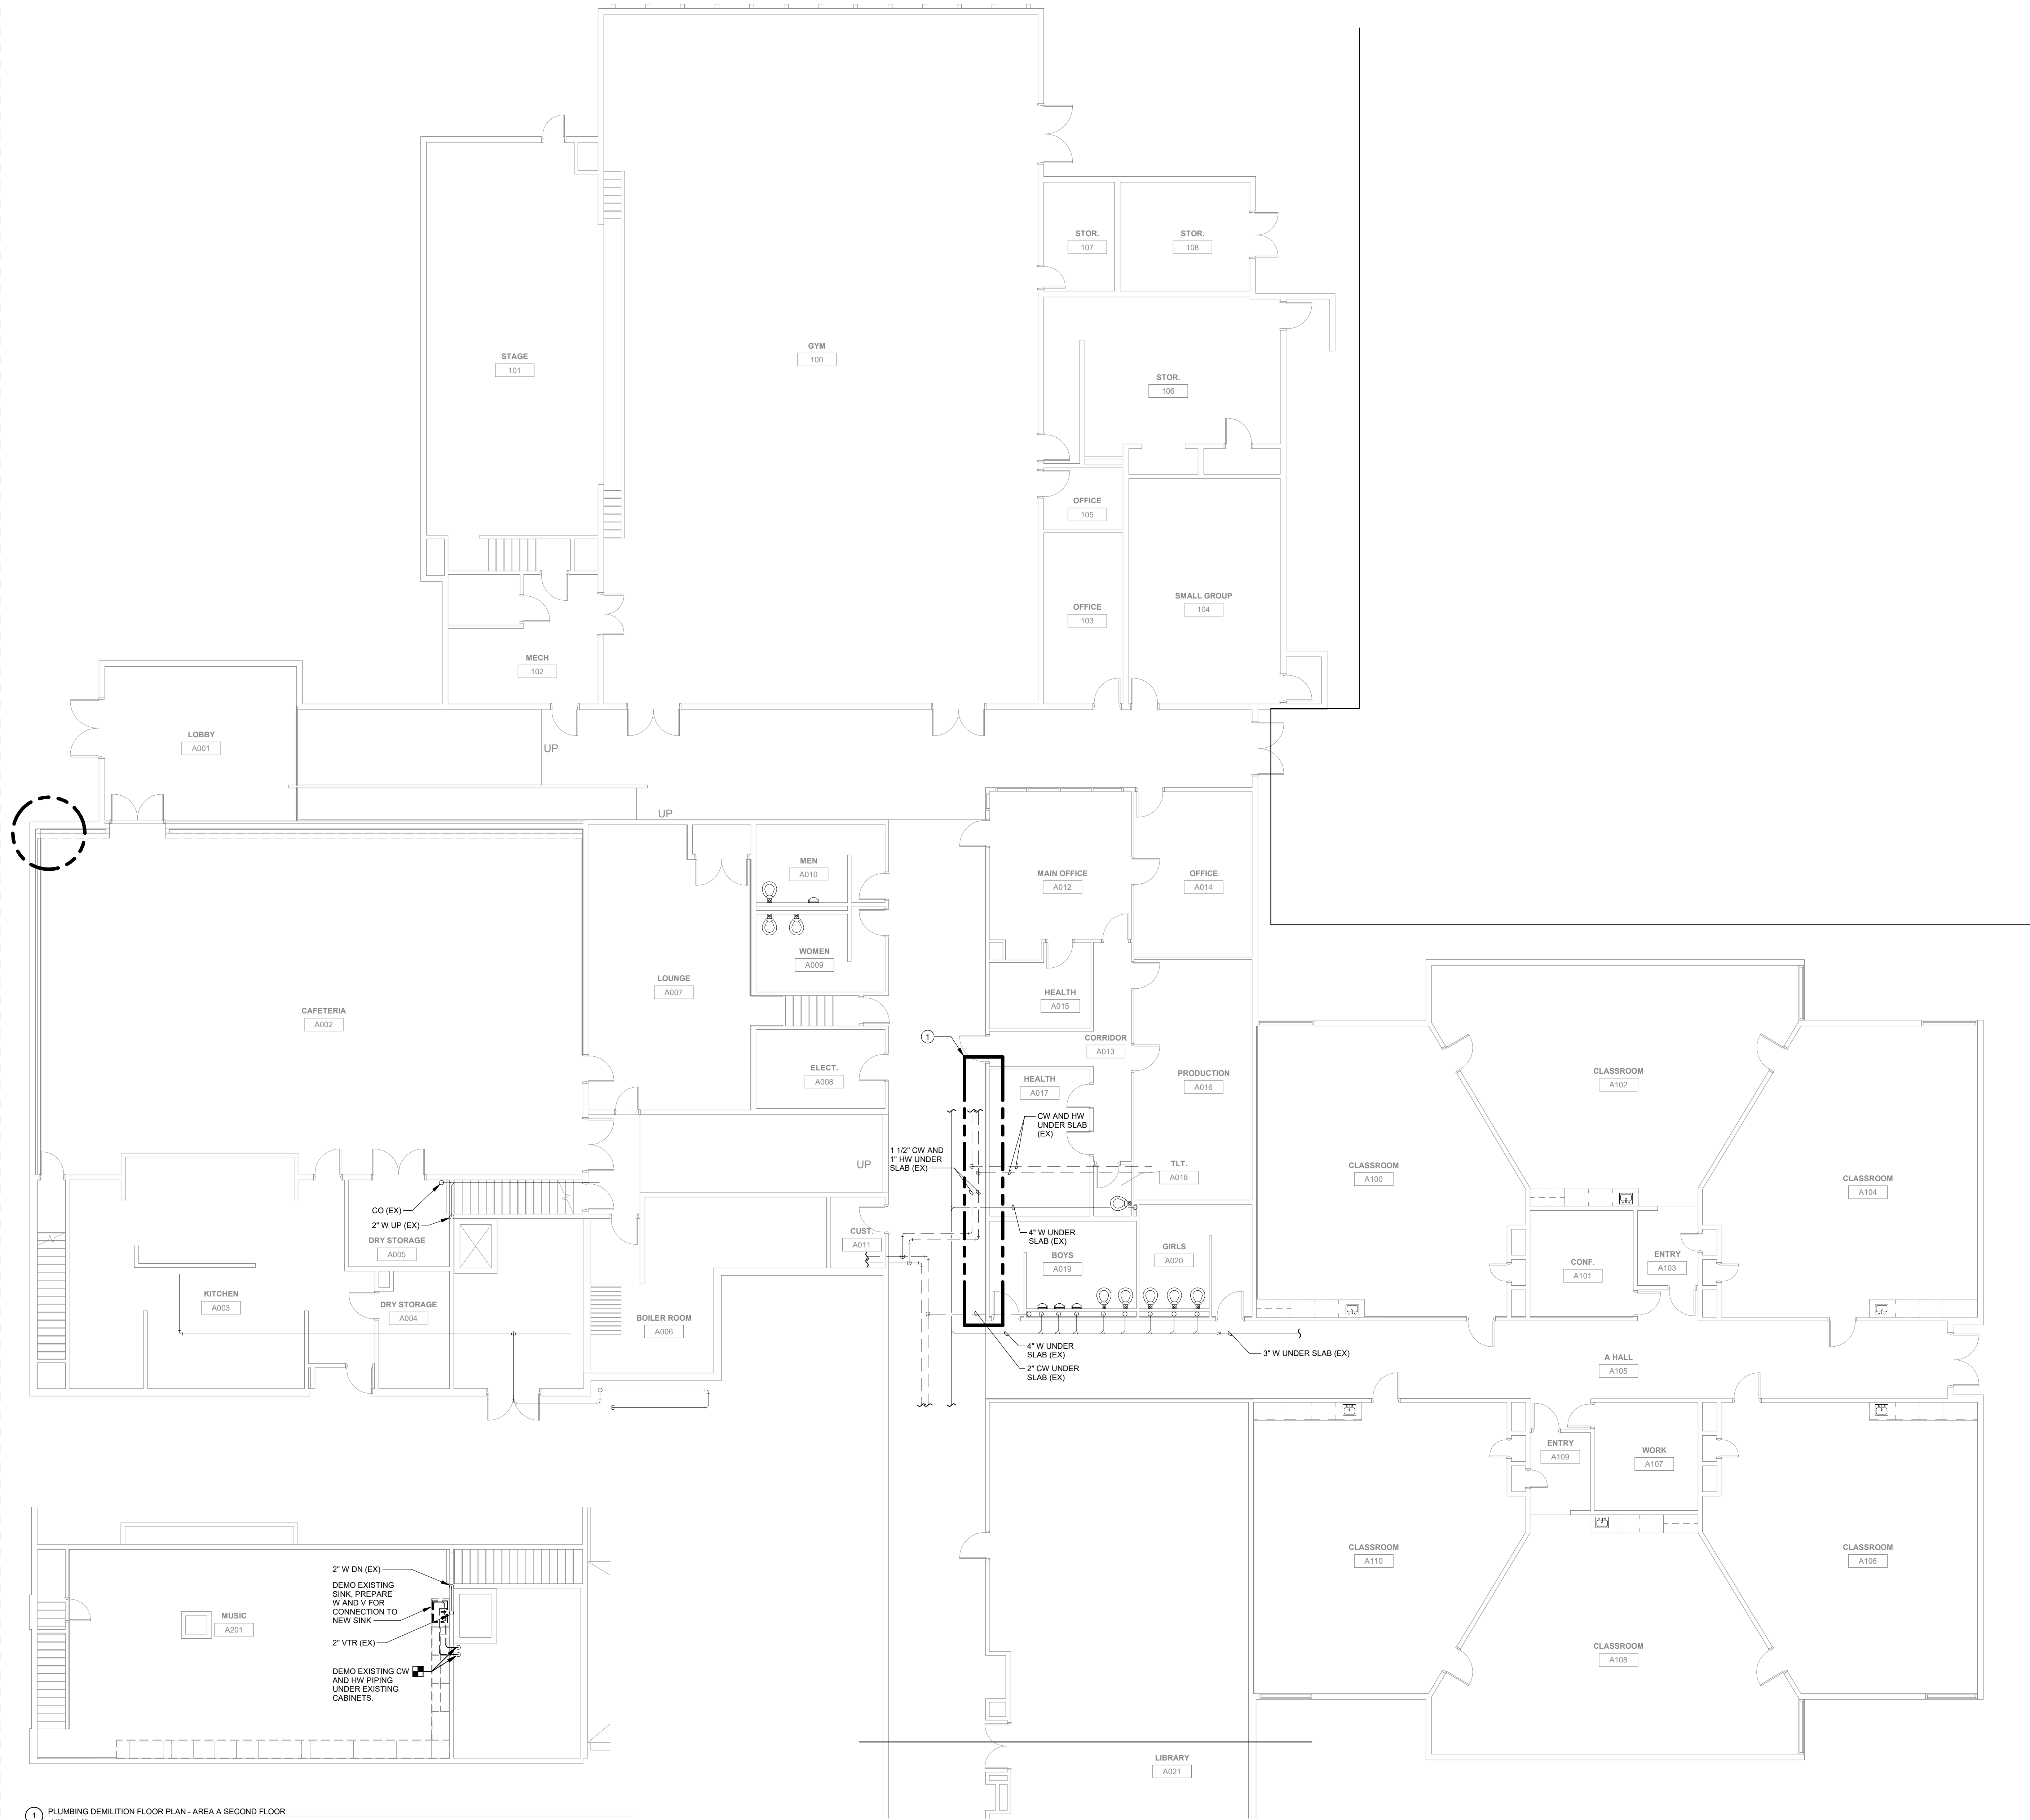 STOR.
107
STOR.
108
GYM
100
STAGE
101
STOR.
106
OFFICE
105
SMALL GROUP
104
OFFICE
103
MECH
102
LOBBY
A001
UP
UP
MEN
A010
MAIN OFFICE
A012
OFFICE
A014
WOMEN
A009
LOUNGE
A007
HEALTH
A015
CAFETERIA
A002
1
CORRIDOR
A013
ELECT.
A008
HEALTH
A017
PRODUCTION
A016
CLASSROOM
A102
CW AND HW
UNDER SLAB
(EX)
1 1/2" CW AND
1" HW UNDER
SLAB (EX)
UP
TLT.
A018
CLASSROOM
A100
CLASSROOM
A104
CO (EX)
2" W UP (EX)
DRY STORAGE
A005
CUST.
A011
4" W UNDER
SLAB (EX)
BOYS
A019
GIRLS
A020
CONF.
A101
ENTRY
A103
KITCHEN
A003
DRY STORAGE
A004
BOILER ROOM
A006
4" W UNDER
SLAB (EX)
2" CW UNDER
SLAB (EX)
3" W UNDER SLAB (EX)
A HALL
A105
ENTRY
A109
WORK
A107
CLASSROOM
A110
CLASSROOM
A106
2" W DN (EX)
DEMO EXISTING
SINK, PREPARE
W AND V FOR
CONNECTION TO
NEW SINK
MUSIC
A201
2" VTR (EX)
DEMO EXISTING CW
AND HW PIPING
UNDER EXISTING
CABINETS.
CLASSROOM
A108
LIBRARY
A021
1
PLUMBING DEMILITION FLOOR PLAN - AREA A SECOND FLOOR